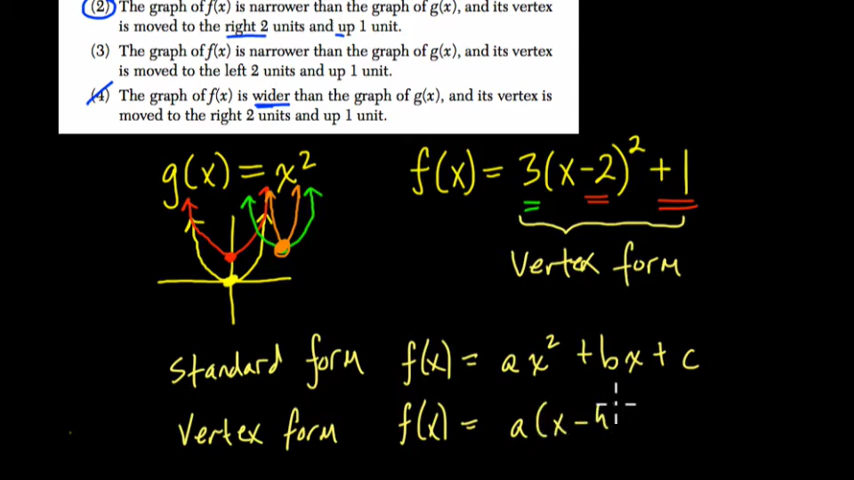 (2) The graph of f(x) is narrower than the graph of g(x), and its vertex
is moved to the right 2 units and up 1 unit.
(3) The graph of f(x) is narrower than the graph of g(x), and its vertex
is moved to the left 2 units and up 1 unit.
(4) The graph of f(x) is wider than the graph of g(x), and its vertex is
moved to the right 2 units and up 1 unit.
g(x) = x²
f(x) = 3(x-2)² + 1
Vertex form
Standard form f(x) = ax² + bx + c
Vertex form f(x) = a(x - h